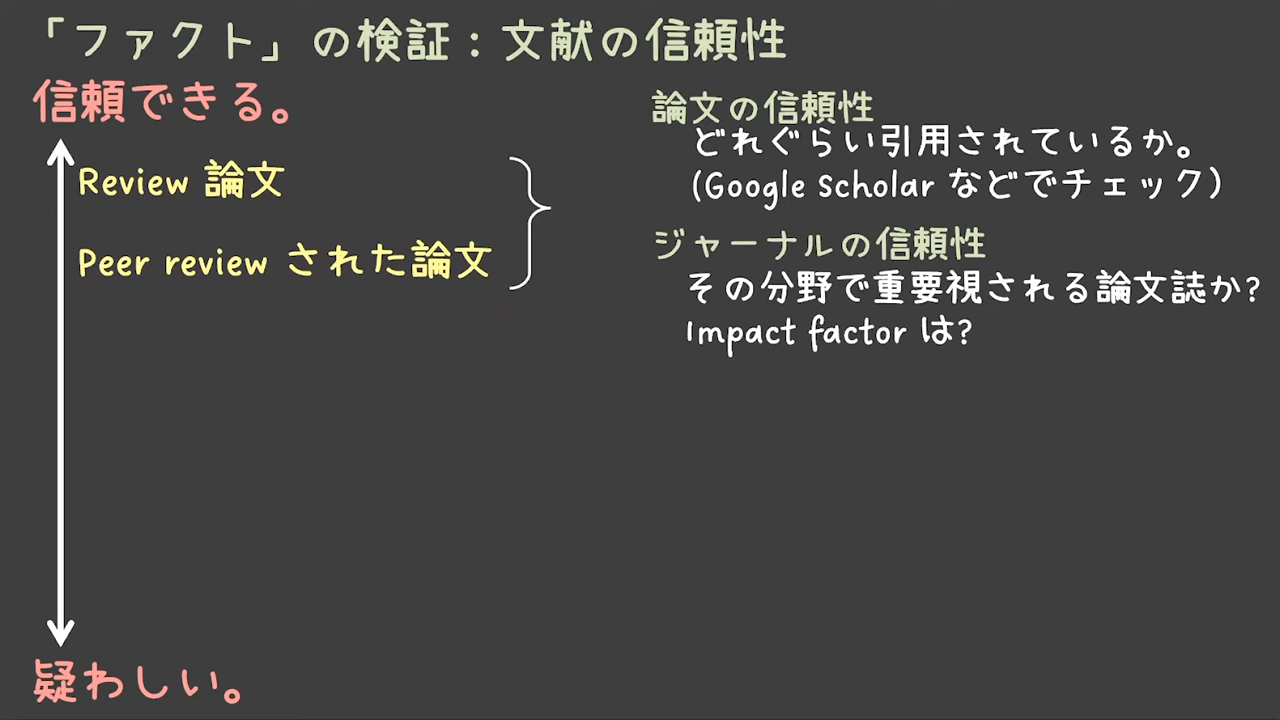 「ファクト」の検証：文献の信頼性
信頼できる。
Review 論文
Peer review された論文
論文の信頼性
どれぐらい引用されているか。
(Google Scholar などでチェック)
ジャーナルの信頼性
その分野で重要視される論文誌か?
Impact factor は?
疑わしい。